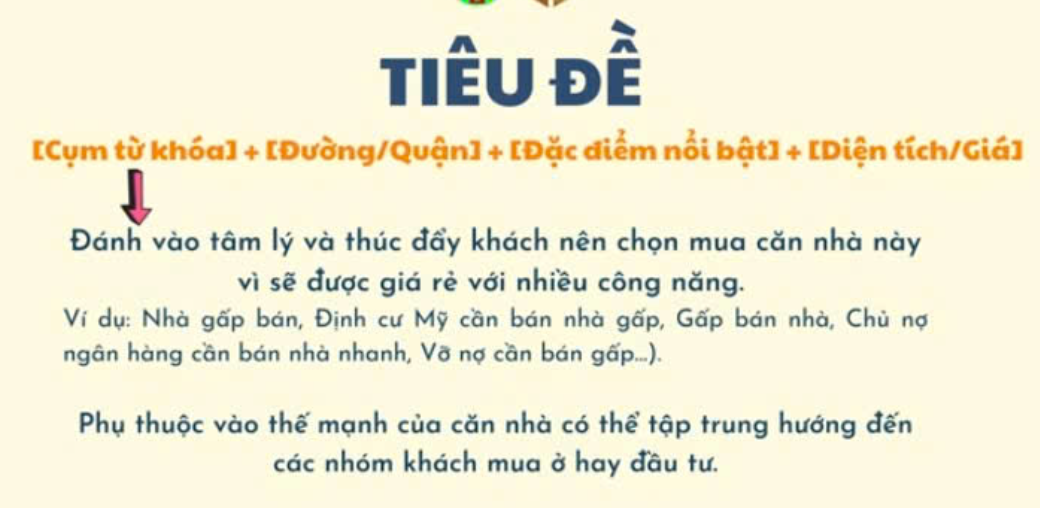 TIÊU ĐỀ
[Cụm từ khóa] + [Đường/Quận] + [Đặc điểm nổi bật] + [Diện tích/Giá]
Đánh vào tâm lý và thúc đẩy khách nên chọn mua căn nhà này
vì sẽ được giá rẻ với nhiều công năng.
Ví dụ: Nhà gấp bán, Định cư Mỹ cần bán nhà gấp, Gấp bán nhà, Chủ nợ
ngân hàng cần bán nhà nhanh, Vỡ nợ cần bán gấp...).
Phụ thuộc vào thế mạnh của căn nhà có thể tập trung hướng đến
các nhóm khách mua ở hay đầu tư.